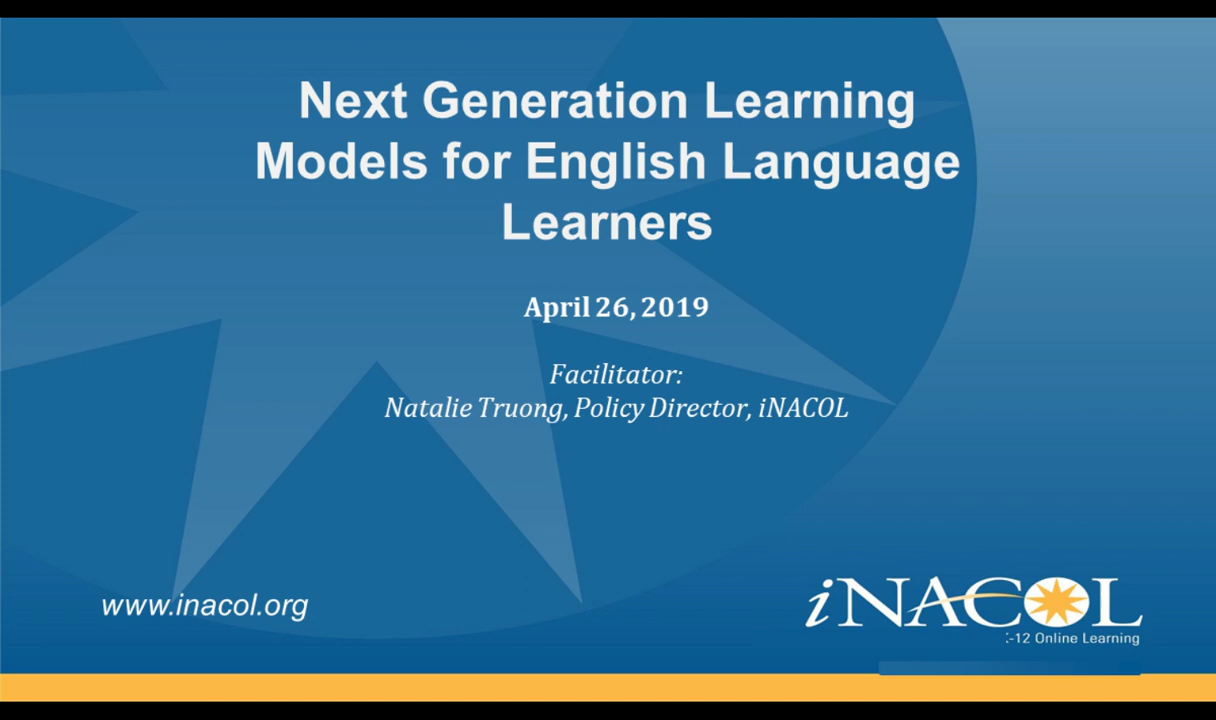 Next Generation Learning
Models for English Language
Learners
April 26, 2019
Facilitator:
Natalie Truong, Policy Director, iNACOL
www.inacol.org
iNACOL
-12 Online Learning